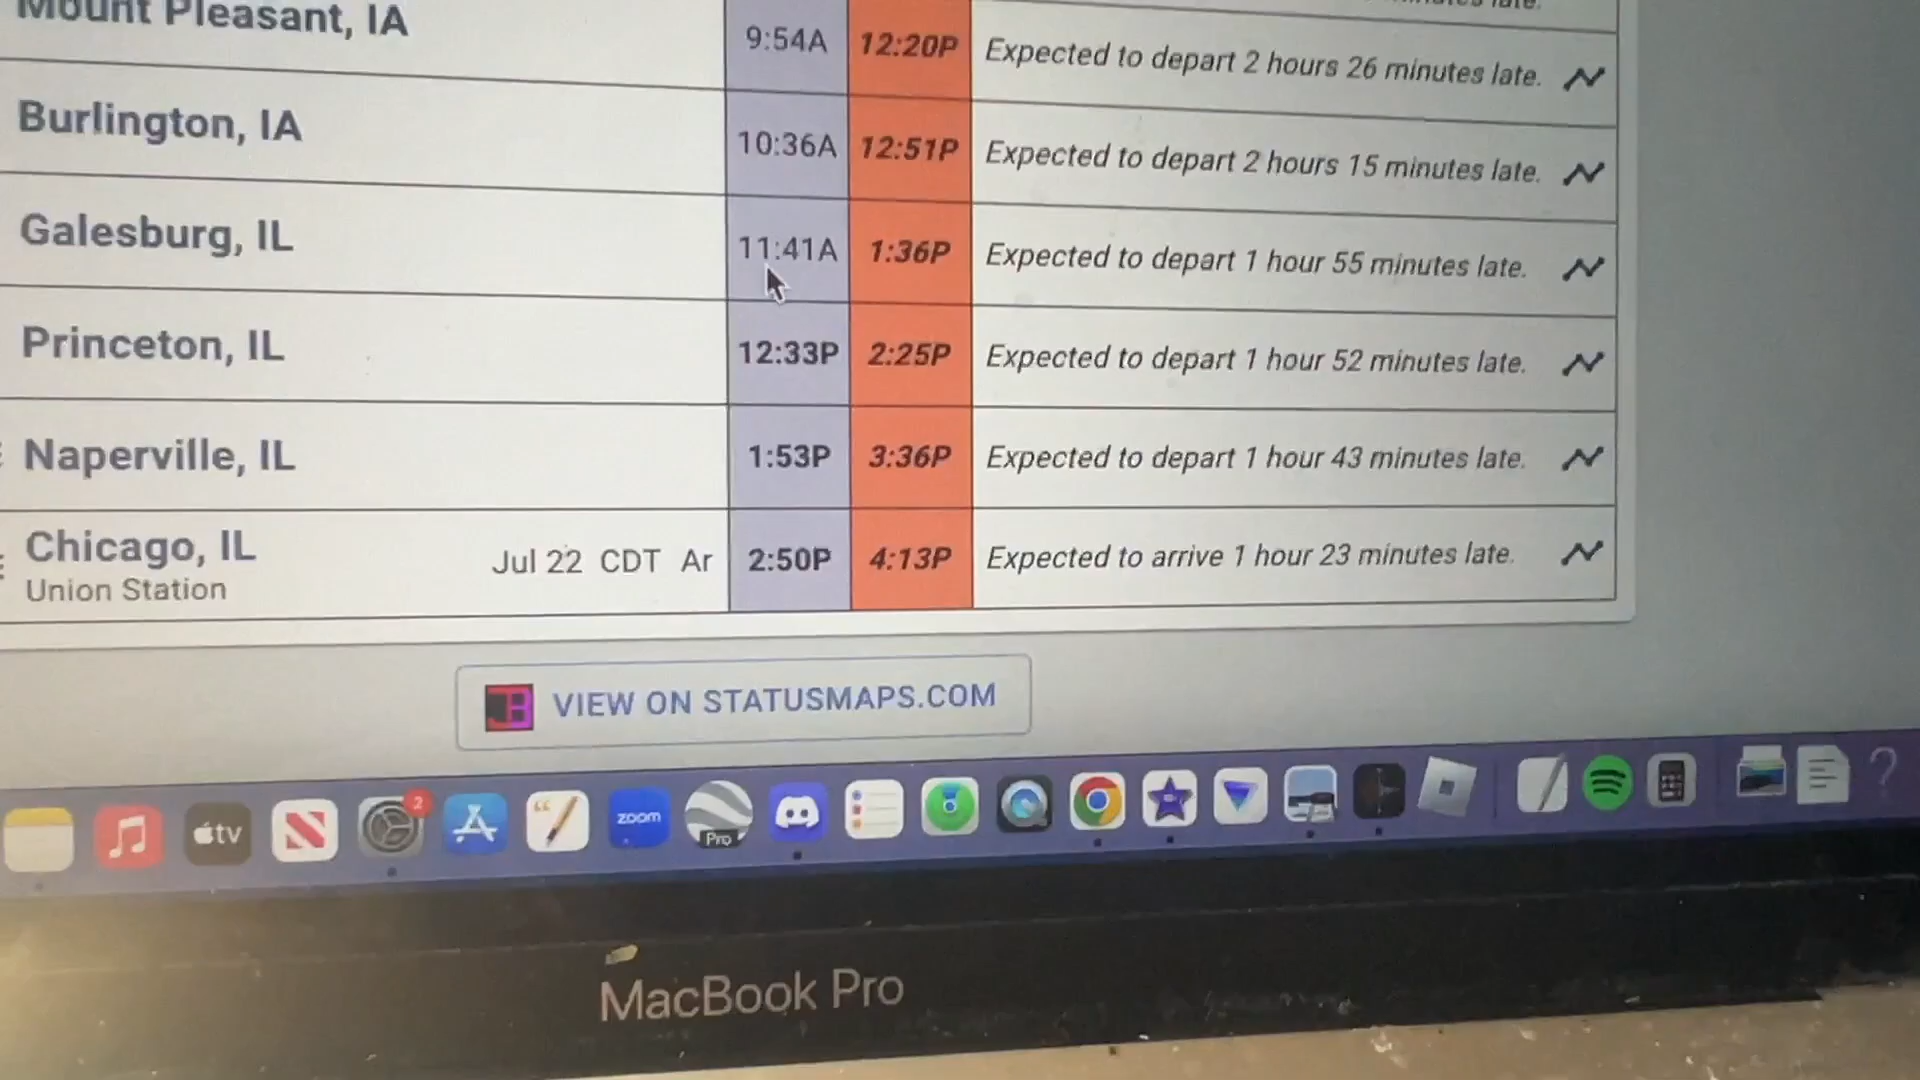 Mount Pleasant, IA 9:54A 12:20P Expected to depart 2 hours 26 minutes late.
Burlington, IA 10:36A 12:51P Expected to depart 2 hours 15 minutes late.
Galesburg, IL 11:41A 1:36P Expected to depart 1 hour 55 minutes late.
Princeton, IL 12:33P 2:25P Expected to depart 1 hour 52 minutes late.
Naperville, IL 1:53P 3:36P Expected to depart 1 hour 43 minutes late.
Chicago, IL Jul 22 CDT Ar 2:50P 4:13P Expected to arrive 1 hour 23 minutes late.
Union Station
VIEW ON STATUSMAPS.COM
tv 2 zoom Pro ?
MacBook Pro